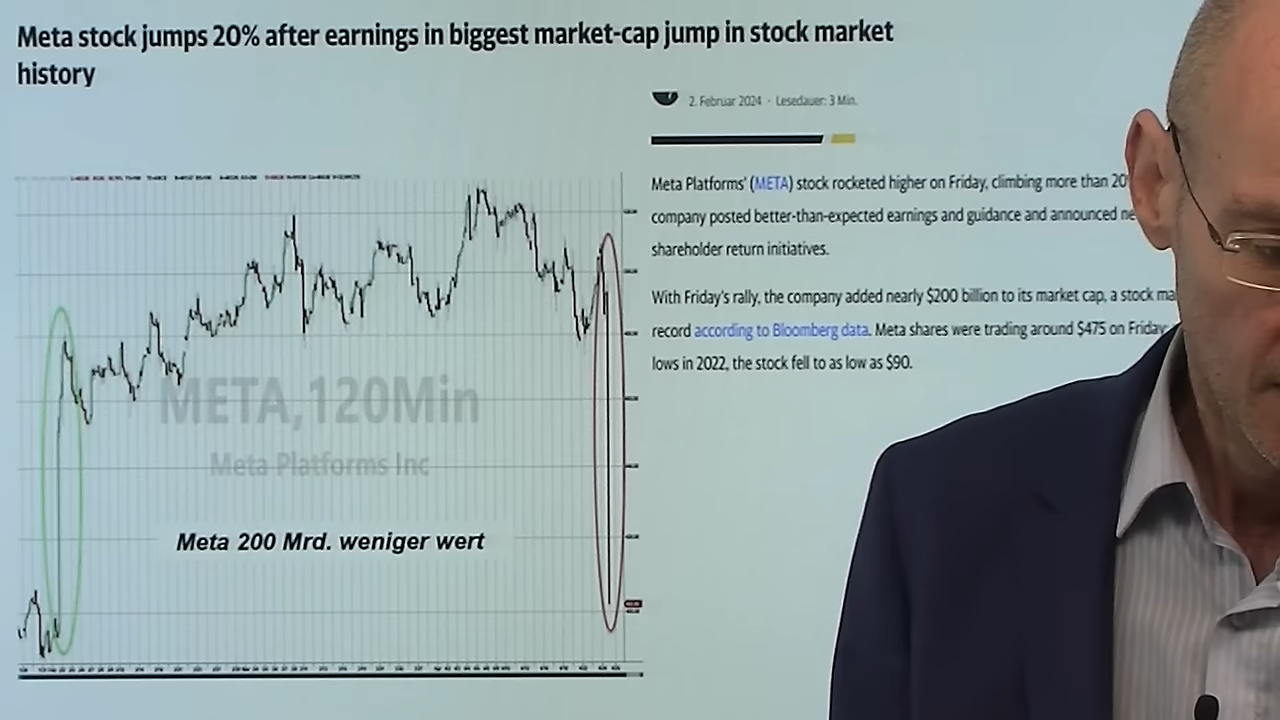 Meta stock jumps 20% after earnings in biggest market-cap jump in stock market
history
2. Februar 2024 · Lesedauer: 3 Min.
Meta Platforms' (META) stock rocketed higher on Friday, climbing more than 20
company posted better-than-expected earnings and guidance and announced ne
shareholder return initiatives.
With Friday's rally, the company added nearly $200 billion to its market cap, a stock ma
record according to Bloomberg data. Meta shares were trading around $475 on Friday
lows in 2022, the stock fell to as low as $90.
META, 120Min
Meta Platforms Inc
Meta 200 Mrd. weniger wert